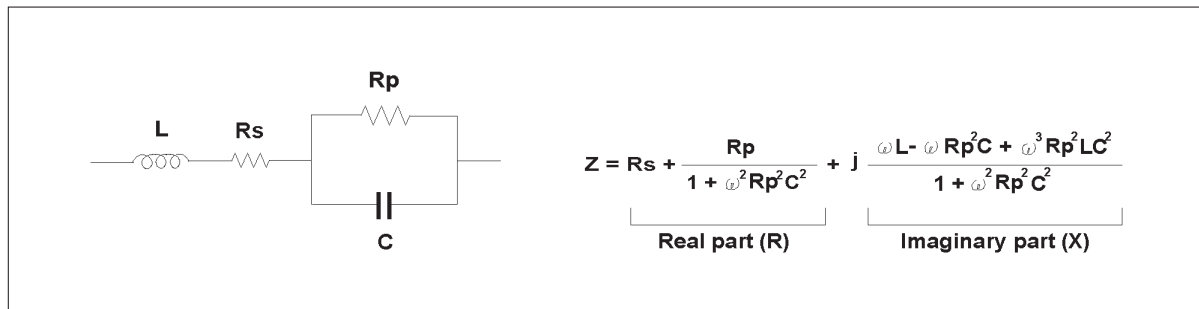 Rp
L
Rs
C
Z = Rs + Rp / 1 + ω²Rp²C² + j ωL- ωRp²C + ω³Rp²LC² / 1 + ω²Rp²C²
Real part (R)
Imaginary part (X)